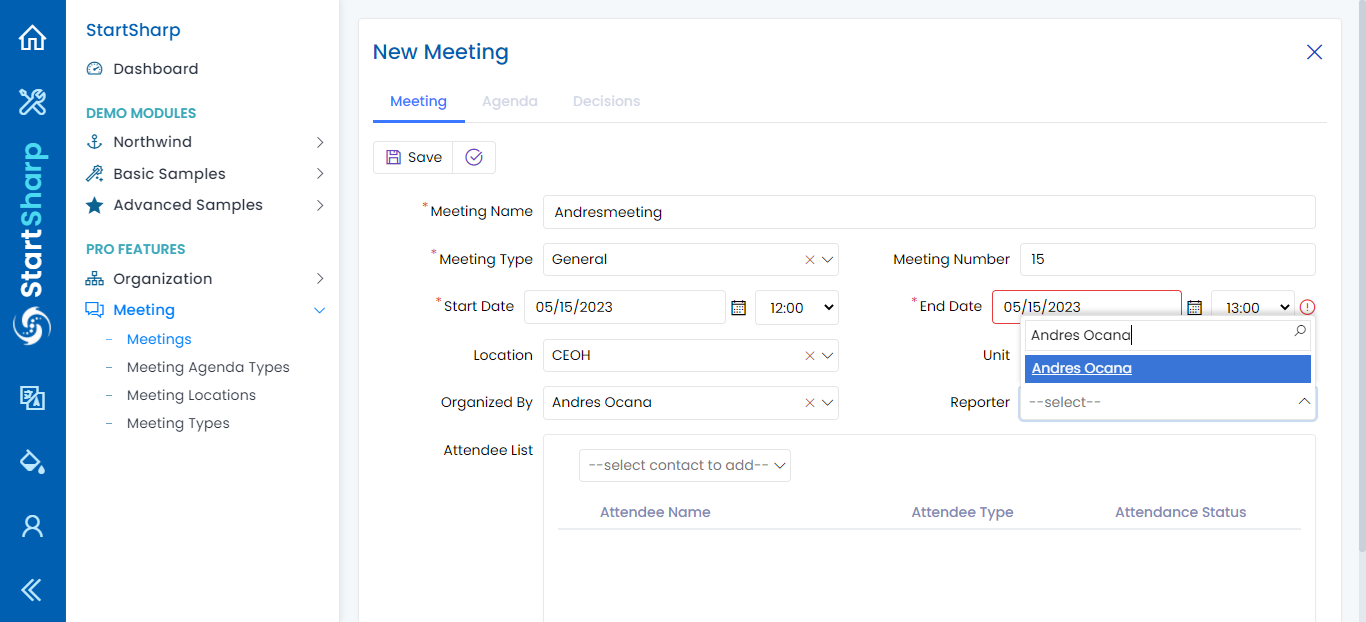 StartSharp
StartSharp
Dashboard
DEMO MODULES
Northwind
Basic Samples
Advanced Samples
PRO FEATURES
Organization
Meeting
Meetings
Meeting Agenda Types
Meeting Locations
Meeting Types
New Meeting
Meeting Agenda Decisions
Save
*Meeting Name Andresmeeting
*Meeting Type General Meeting Number 15
*Start Date 05/15/2023 12:00 *End Date 05/15/2023 13:00
Andres Ocana
Location CEOH Unit
Andres Ocana
Organized By Andres Ocana Reporter --select--
Attendee List
--select contact to add--
Attendee Name Attendee Type Attendance Status